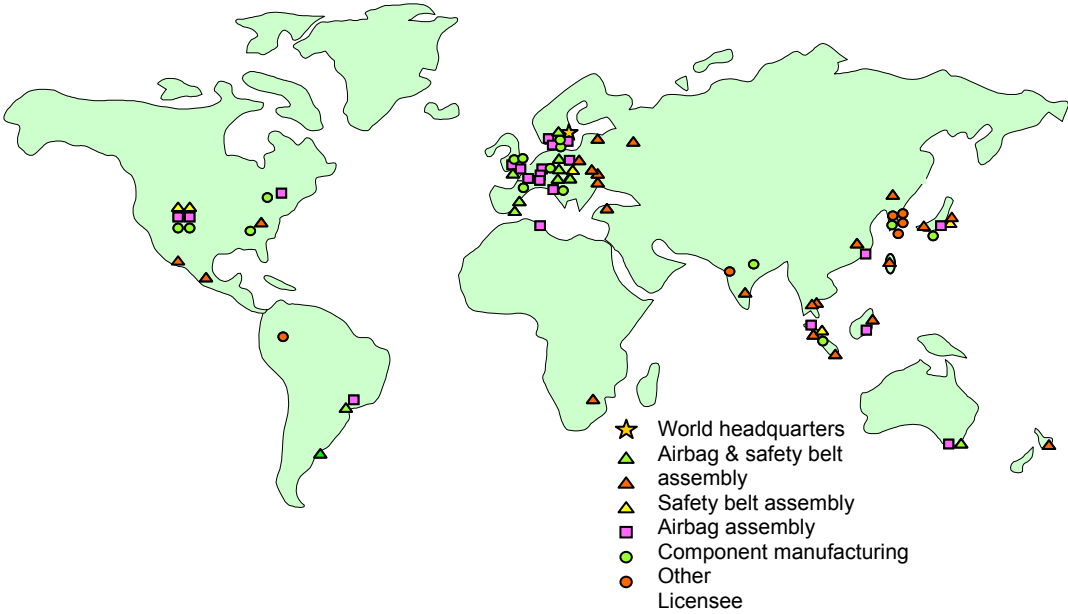 World headquarters
Airbag & safety belt
assembly
Safety belt assembly
Airbag assembly
Component manufacturing
Other
Licensee